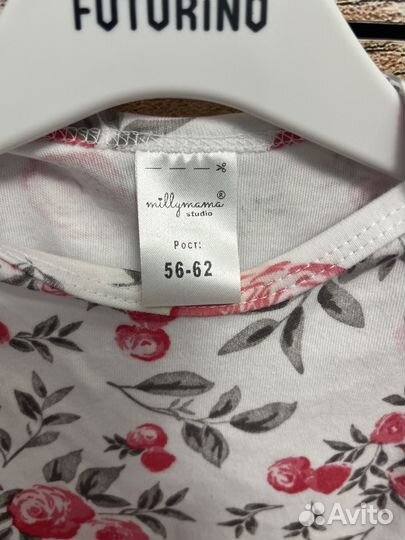 FUTURINO
millymama®
studio
Рост:
56-62
Avito